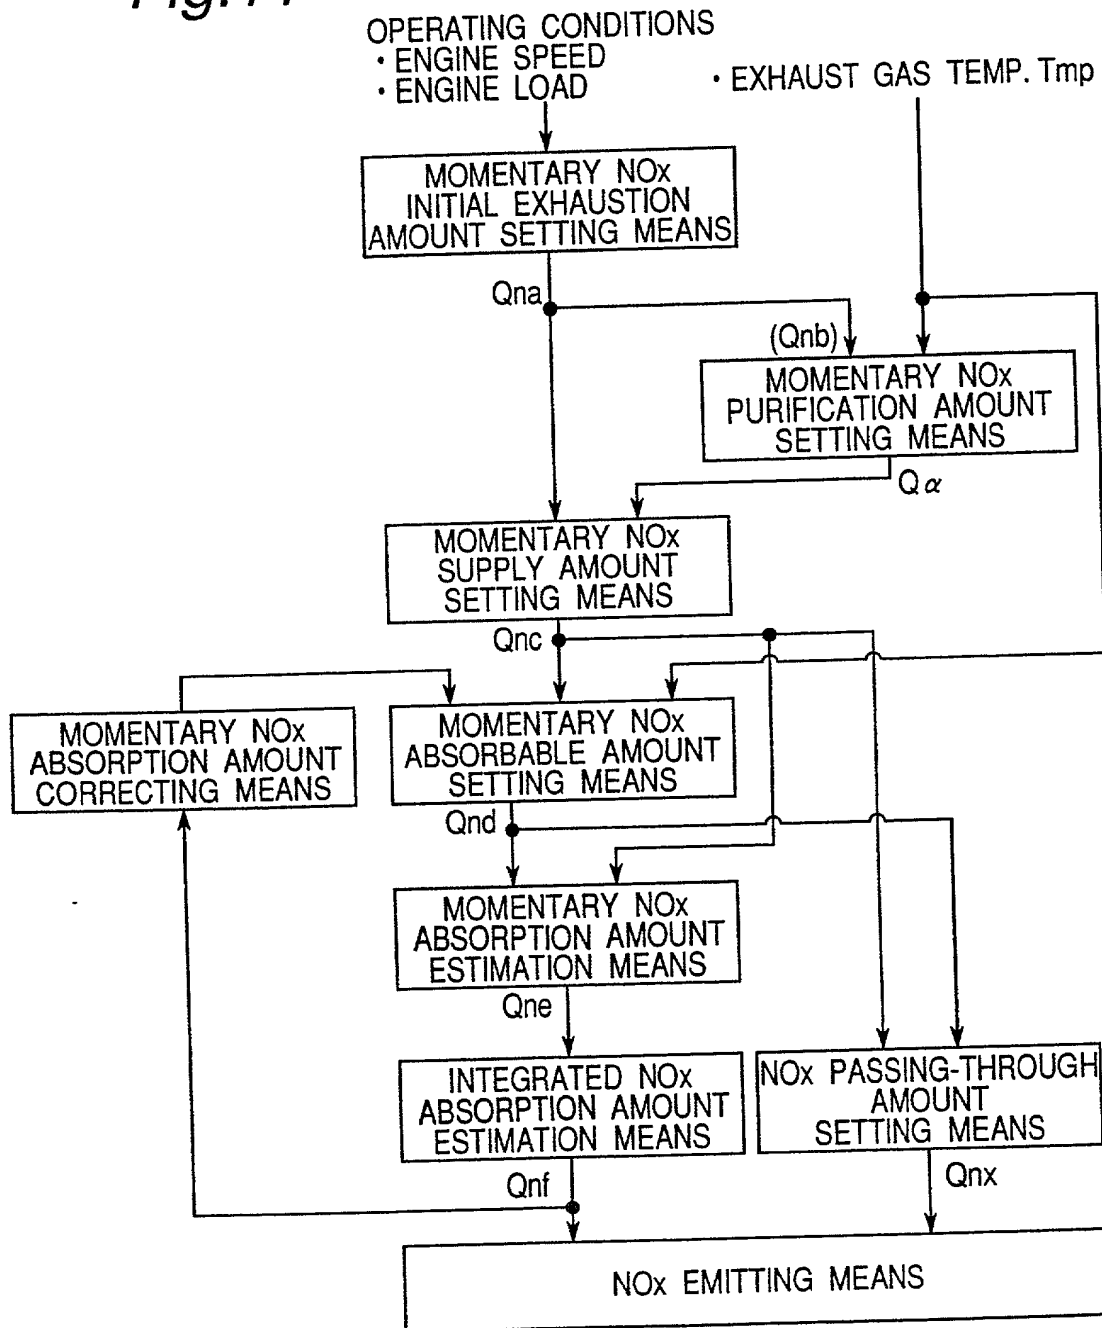 OPERATING CONDITIONS
・ENGINE SPEED
・ENGINE LOAD
・EXHAUST GAS TEMP. Tmp
MOMENTARY NOx
INITIAL EXHAUSTION
AMOUNT SETTING MEANS
Qna
(Qnb)
MOMENTARY NOx
PURIFICATION AMOUNT
SETTING MEANS
Qα
MOMENTARY NOx
SUPPLY AMOUNT
SETTING MEANS
Qnc
MOMENTARY NOx
ABSORPTION AMOUNT
CORRECTING MEANS
MOMENTARY NOx
ABSORBABLE AMOUNT
SETTING MEANS
Qnd
MOMENTARY NOx
ABSORPTION AMOUNT
ESTIMATION MEANS
Qne
INTEGRATED NOx
ABSORPTION AMOUNT
ESTIMATION MEANS
NOx PASSING-THROUGH
AMOUNT
SETTING MEANS
Qnf
Qnx
NOx EMITTING MEANS